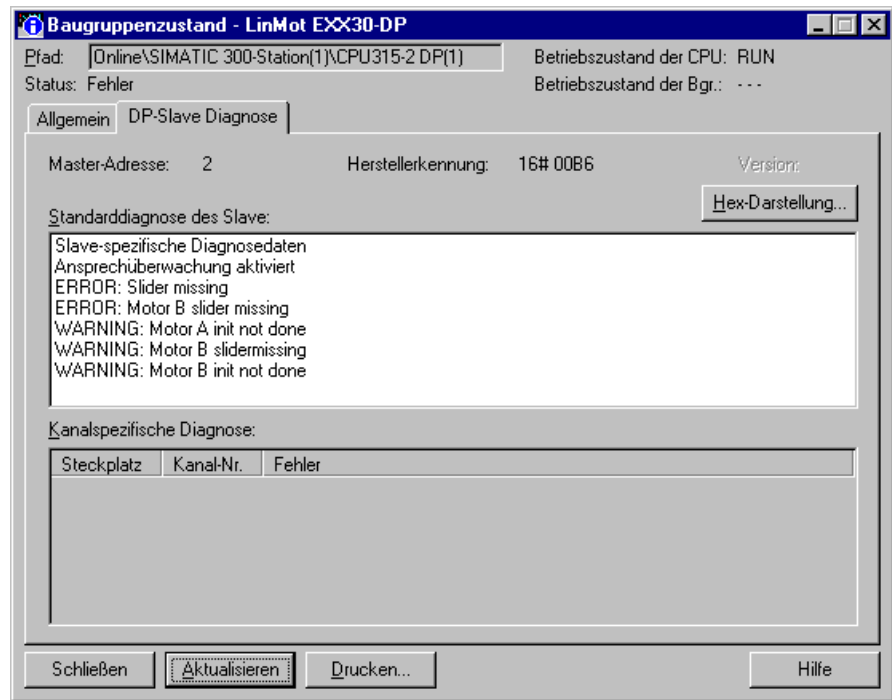 Baugruppenzustand - LinMot EXX30-DP
Pfad: Online\SIMATIC 300-Station(1)\CPU315-2 DP(1) Betriebszustand der CPU: RUN
Status: Fehler Betriebszustand der Bgr.: - - -
Allgemein DP-Slave Diagnose
Master-Adresse: 2 Herstellerkennung: 16# 00B6 Version:
Hex-Darstellung...
Standarddiagnose des Slave:
Slave-spezifische Diagnosedaten
Ansprechüberwachung aktiviert
ERROR: Slider missing
ERROR: Motor B slider missing
WARNING: Motor A init not done
WARNING: Motor B slidermissing
WARNING: Motor B init not done
Kanalspezifische Diagnose:
Steckplatz Kanal-Nr. Fehler
Schließen Aktualisieren Drucken... Hilfe